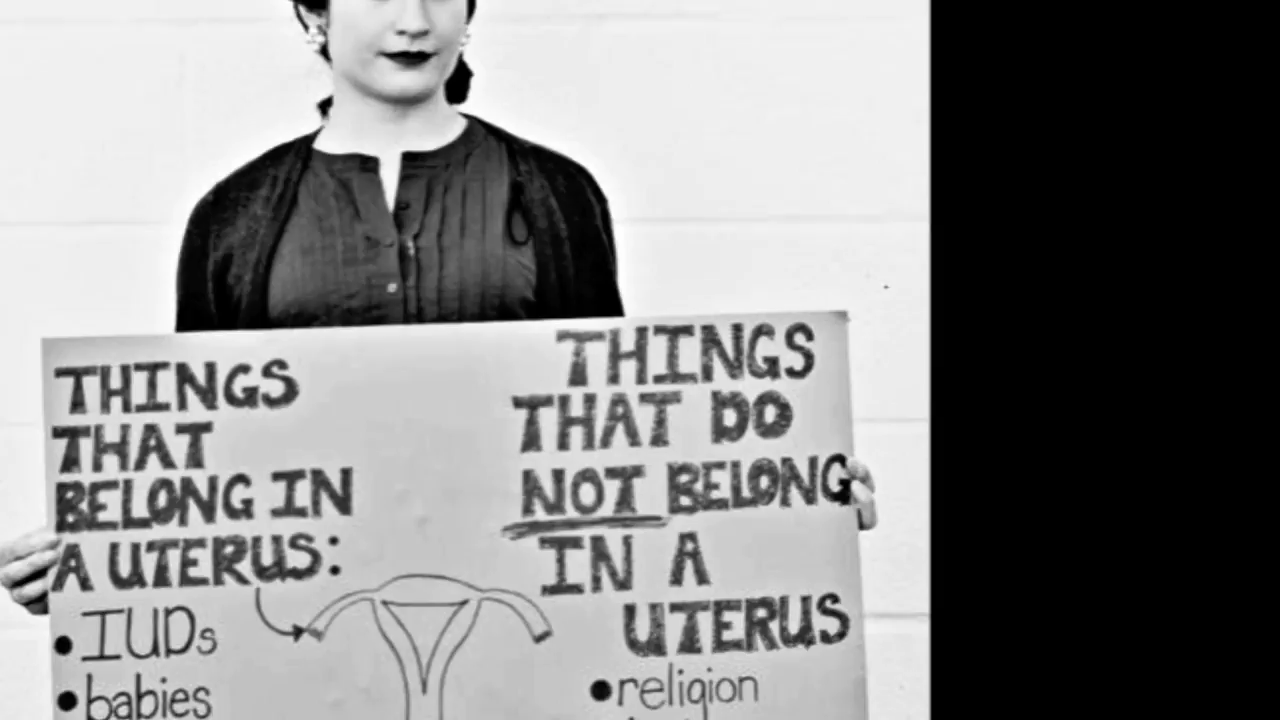 THINGS
THAT
BELONG IN
A UTERUS:
• IUDs
• babies
THINGS
THAT DO
NOT BELONG
IN A
UTERUS
• religion